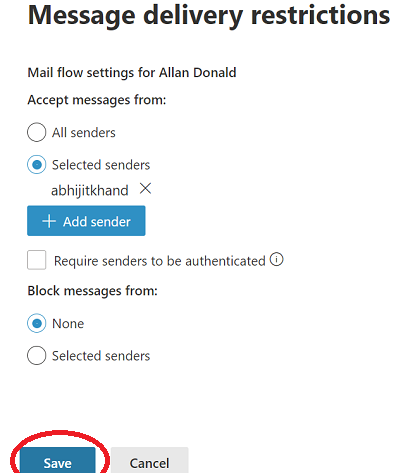 Message delivery restrictions
Mail flow settings for Allan Donald
Accept messages from:
All senders
Selected senders
abhijitkhand ×
+ Add sender
Require senders to be authenticated
Block messages from:
None
Selected senders
Save Cancel